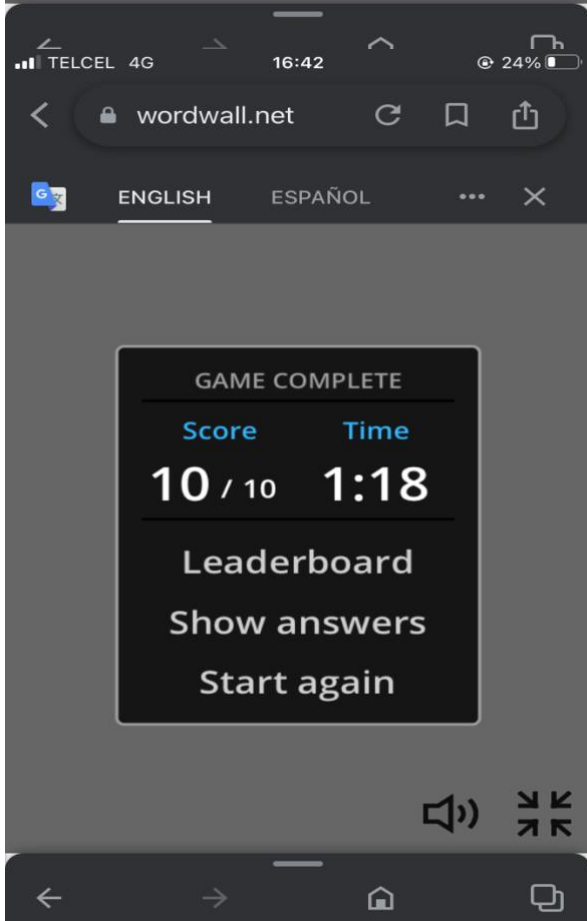 TELCEL 4G 16:42 24%
wordwall.net
ENGLISH ESPAÑOL
GAME COMPLETE
Score Time
10 / 10 1:18
Leaderboard
Show answers
Start again